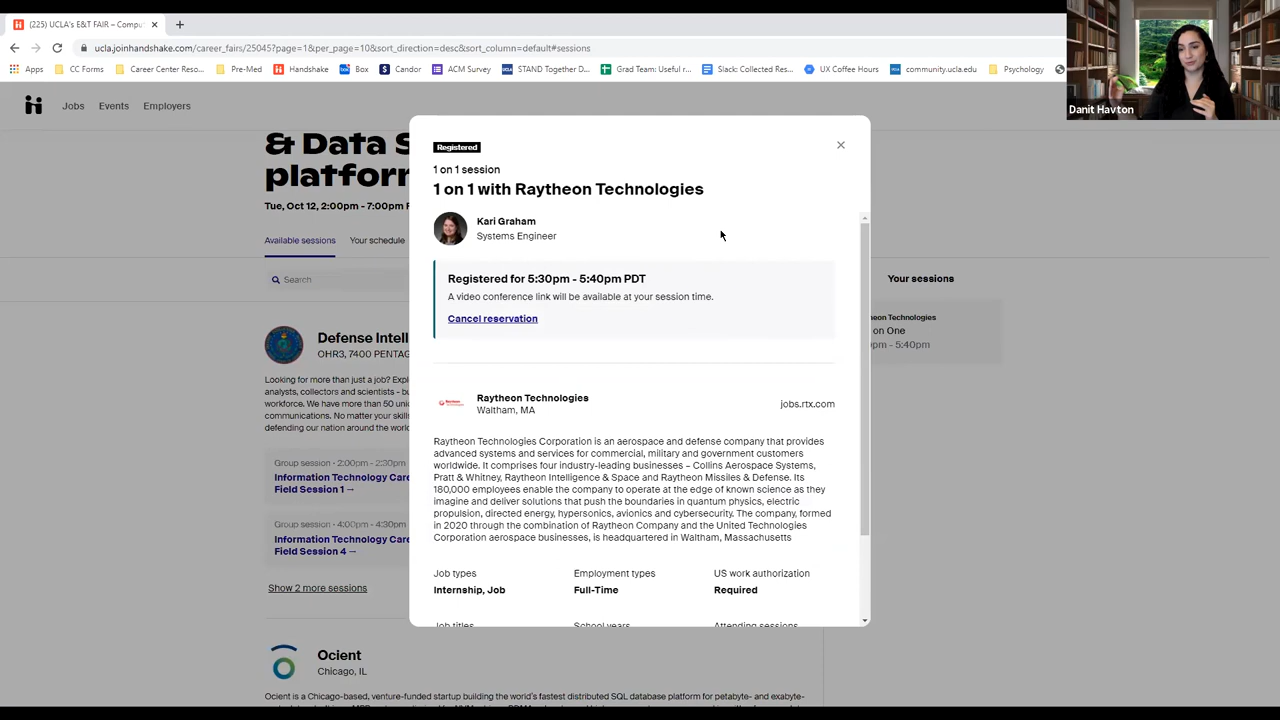 (225) UCLA's E&T FAIR – Compu
ucla.joinhandshake.com/career_fairs/25045?page=1&per_page=10&sort_direction=desc&sort_column=default#sessions
Apps CC Forms Career Center Reso... Pre-Med Handshake Box Candor ACM Survey STAND Together D... Grad Team: Useful r... Slack: Collected Res... UX Coffee Hours community.ucla.edu Psychology
Danit Havton
Jobs Events Employers
& Data S
platfor
Tue, Oct 12, 2:00pm - 7:00pm
Available sessions Your schedule
Search
Defense Intell
OHR3, 7400 PENTAG
Looking for more than just a job? Expl
analysts, collectors and scientists - bu
workforce. We have more than 50 uni
communications. No matter your skills
defending our nation around the world
Group session • 2:00pm - 2:30pm
Information Technology Care
Field Session 1 →
Group session • 4:00pm - 4:30pm
Information Technology Care
Field Session 4 →
Show 2 more sessions
Ocient
Chicago, IL
Ocient is a Chicago-based, venture-funded startup building the world's fastest distributed SQL database platform for petabyte- and exabyte-
Registered
1 on 1 session
1 on 1 with Raytheon Technologies
Kari Graham
Systems Engineer
Registered for 5:30pm - 5:40pm PDT
A video conference link will be available at your session time.
Cancel reservation
Raytheon Technologies
Waltham, MA
jobs.rtx.com
Raytheon Technologies Corporation is an aerospace and defense company that provides
advanced systems and services for commercial, military and government customers
worldwide. It comprises four industry-leading businesses – Collins Aerospace Systems,
Pratt & Whitney, Raytheon Intelligence & Space and Raytheon Missiles & Defense. Its
180,000 employees enable the company to operate at the edge of known science as they
imagine and deliver solutions that push the boundaries in quantum physics, electric
propulsion, directed energy, hypersonics, avionics and cybersecurity. The company, formed
in 2020 through the combination of Raytheon Company and the United Technologies
Corporation aerospace businesses, is headquartered in Waltham, Massachusetts
Job types Employment types US work authorization
Internship, Job Full-Time Required
Job titles School years Attending sessions
Your sessions
eon Technologies
on One
pm - 5:40pm